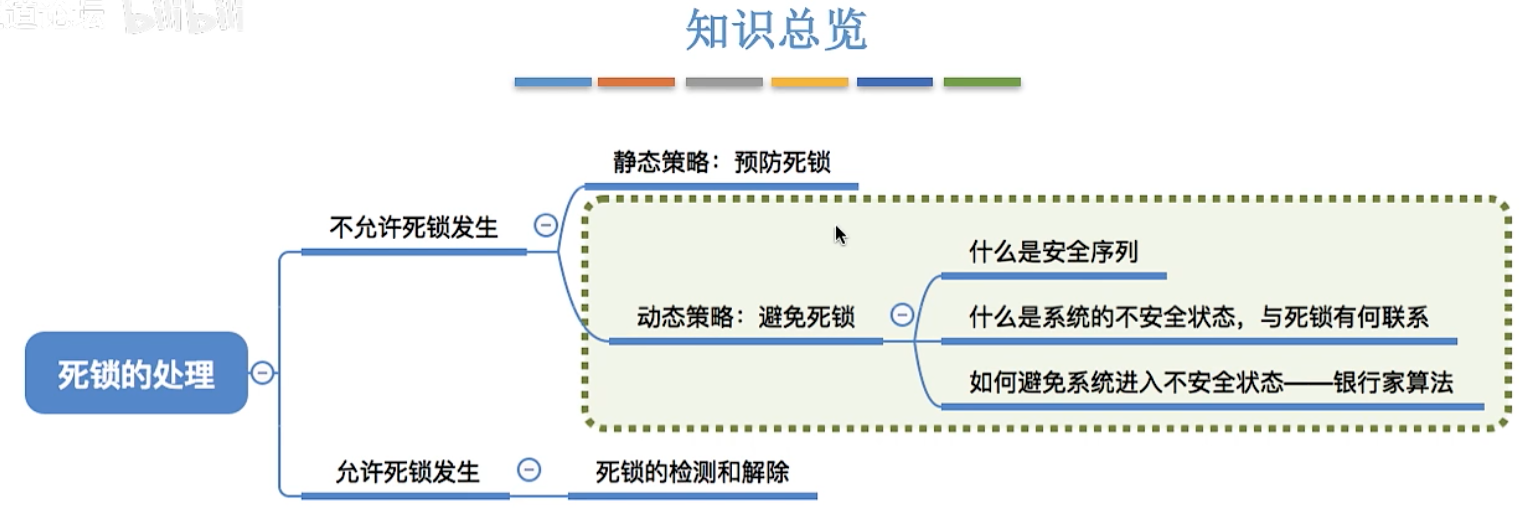 bilibili
知识总览
静态策略：预防死锁
不允许死锁发生
什么是安全序列
动态策略：避免死锁
什么是系统的不安全状态，与死锁有何联系
死锁的处理
如何避免系统进入不安全状态——银行家算法
允许死锁发生
死锁的检测和解除